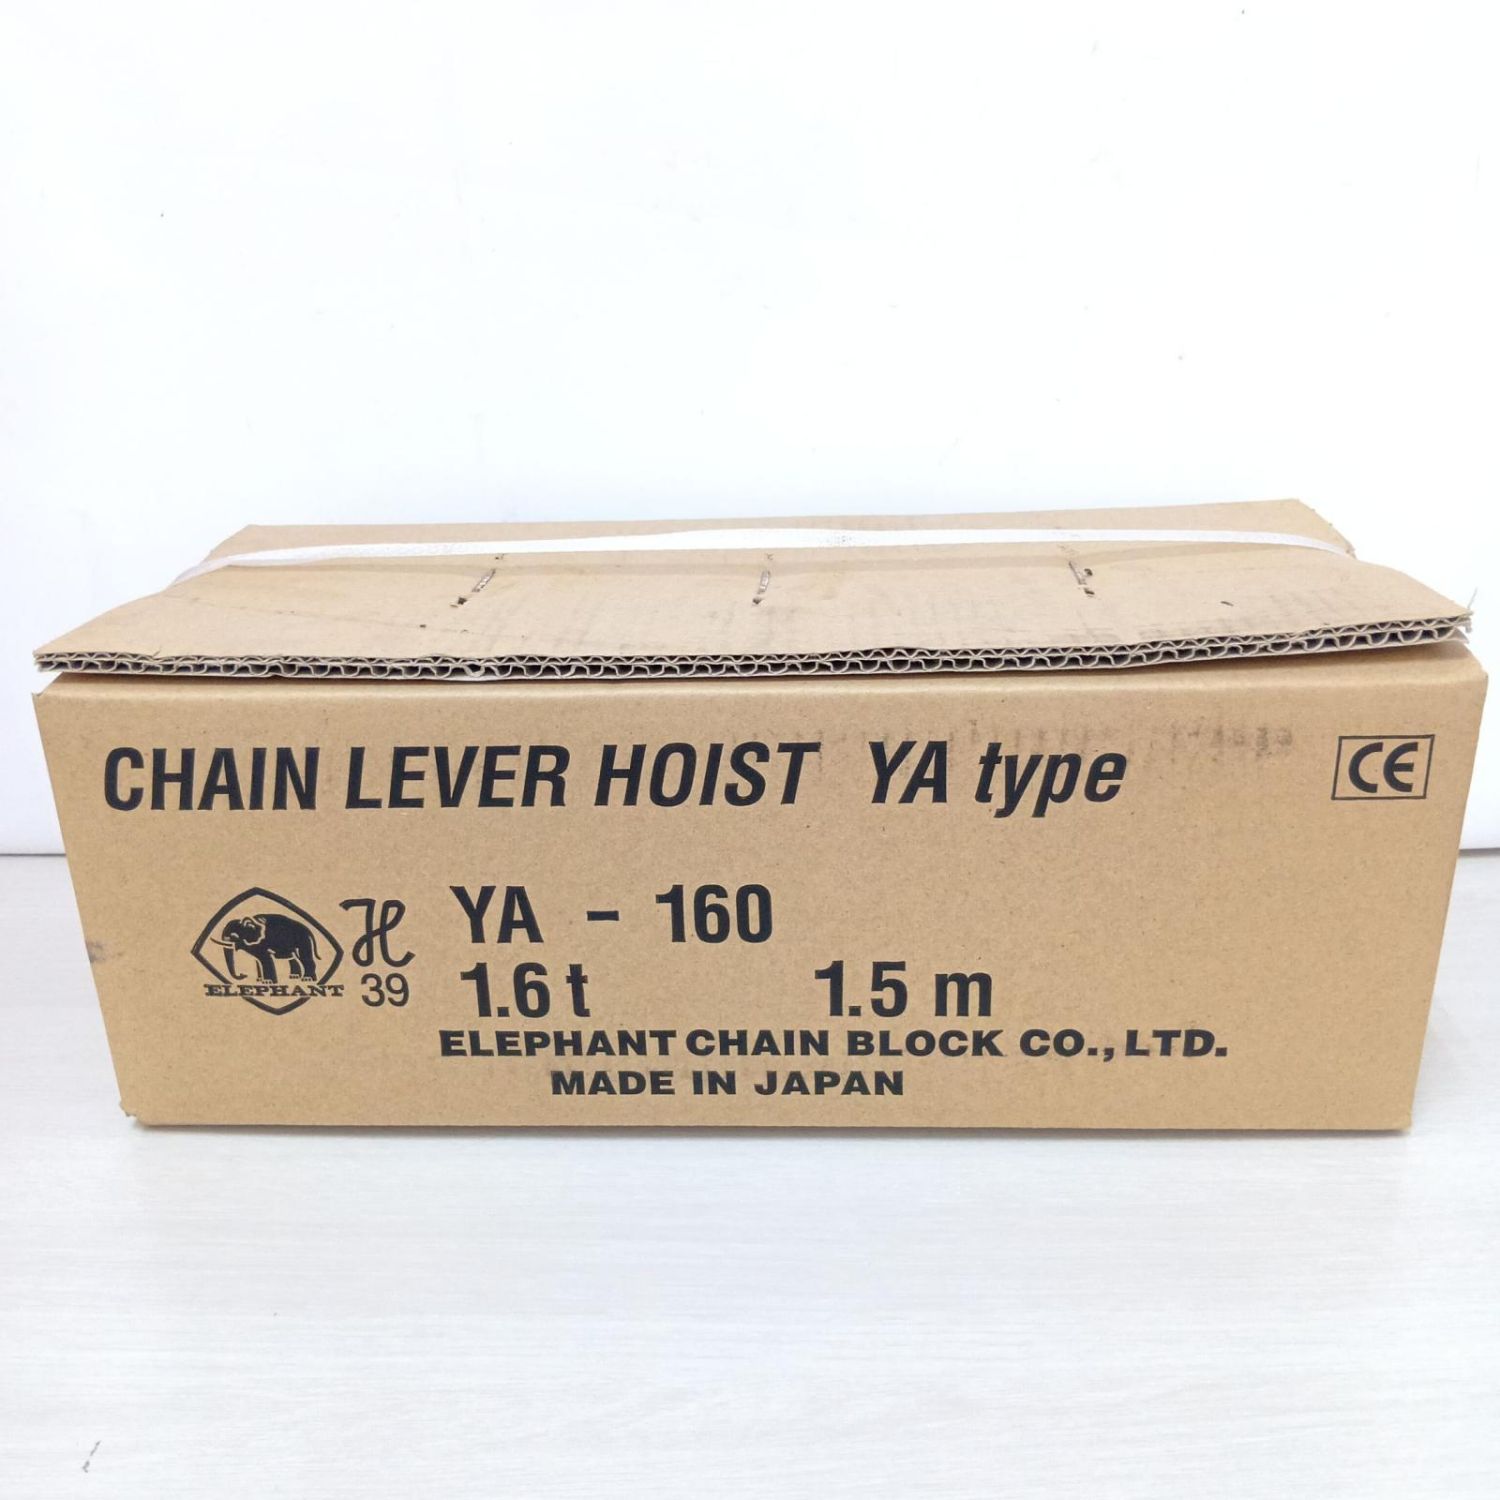 CHAIN LEVER HOIST YA type
CE
ELEPHANT
H
39
YA - 160
1.6 t 1.5 m
ELEPHANT CHAIN BLOCK CO., LTD.
MADE IN JAPAN